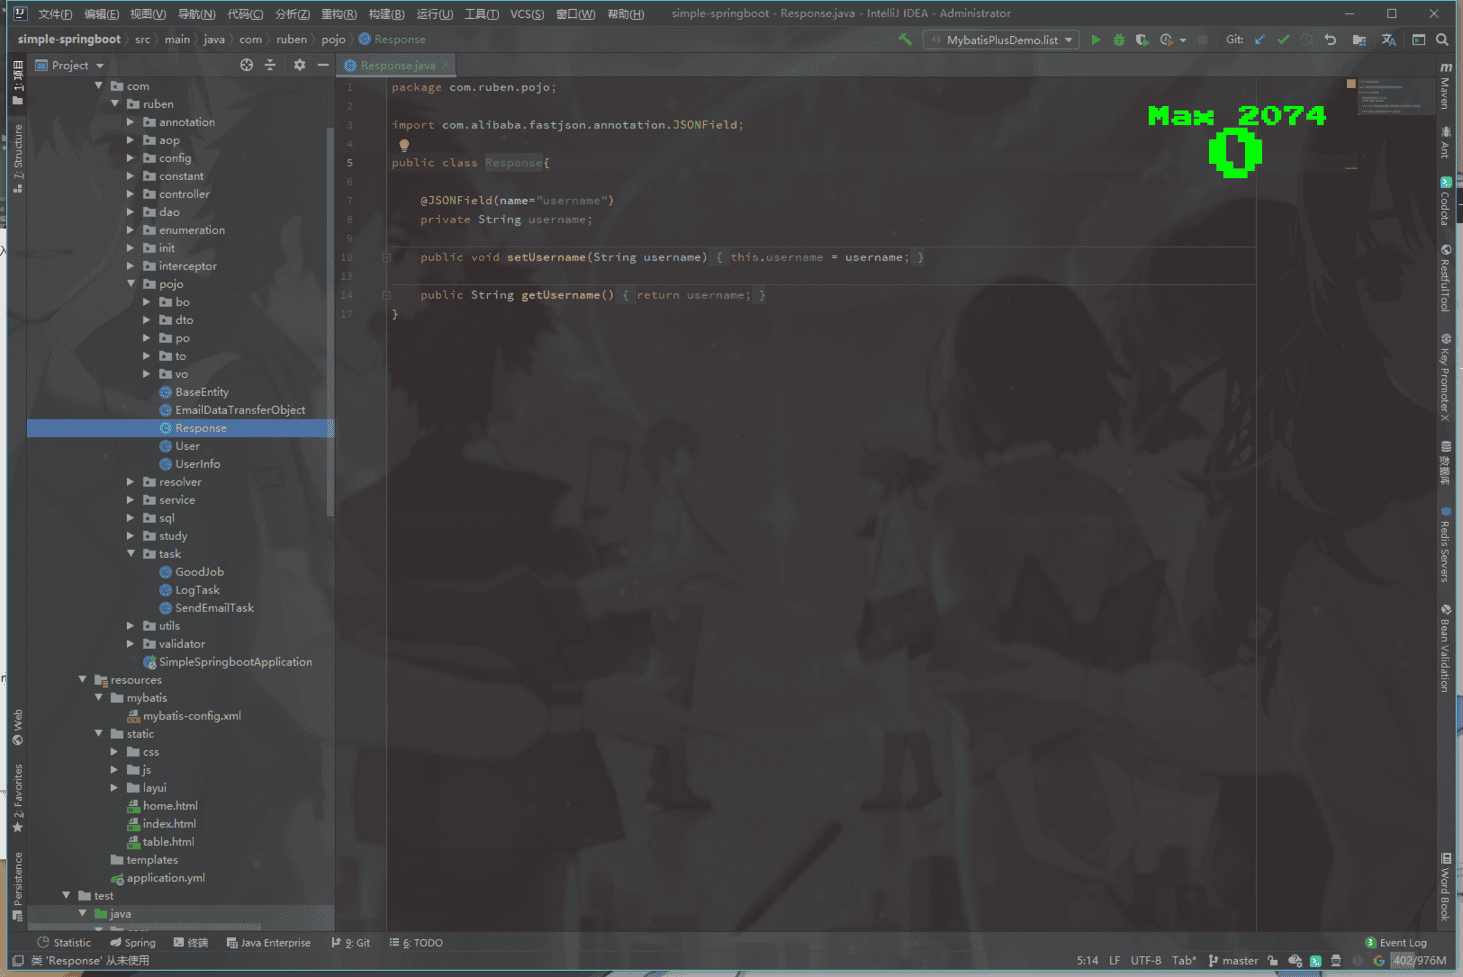 文件(F) 编辑(E) 视图(V) 导航(N) 代码(C) 分析(Z) 重构(R) 构建(B) 运行(U) 工具(T) VCS(S) 窗口(W) 帮助(H) simple-springboot - Response.java - IntelliJ IDEA - Administrator
simple-springboot src main java com ruben pojo Response MybatisPlusDemo.list Git:
Project
Response.java
com
ruben
annotation
aop
config
constant
controller
dao
enumeration
init
interceptor
pojo
bo
dto
po
to
vo
BaseEntity
EmailDataTransferObject
Response
User
UserInfo
resolver
service
sql
study
task
GoodJob
LogTask
SendEmailTask
utils
validator
SimpleSpringbootApplication
resources
mybatis
mybatis-config.xml
static
css
js
layui
home.html
index.html
table.html
templates
application.yml
test
java
1 package com.ruben.pojo;
2
3 import com.alibaba.fastjson.annotation.JSONField;
4
5 public class Response{
6
7 @JSONField(name="username")
8 private String username;
9
10 public void setUsername(String username) { this.username = username; }
13
14 public String getUsername() { return username; }
17 }
Max 2074
0
1: 项目
Z: Structure
Web
2: Favorites
Persistence
m Maven
Ant
Codota
RestfulTool
Key Promoter X
数据库
Redis Servers
Bean Validation
Word Book
Statistic Spring 终端 Java Enterprise 9: Git 6: TODO 3 Event Log
类 'Response' 从未使用 5:14 LF UTF-8 Tab* master 402/976M